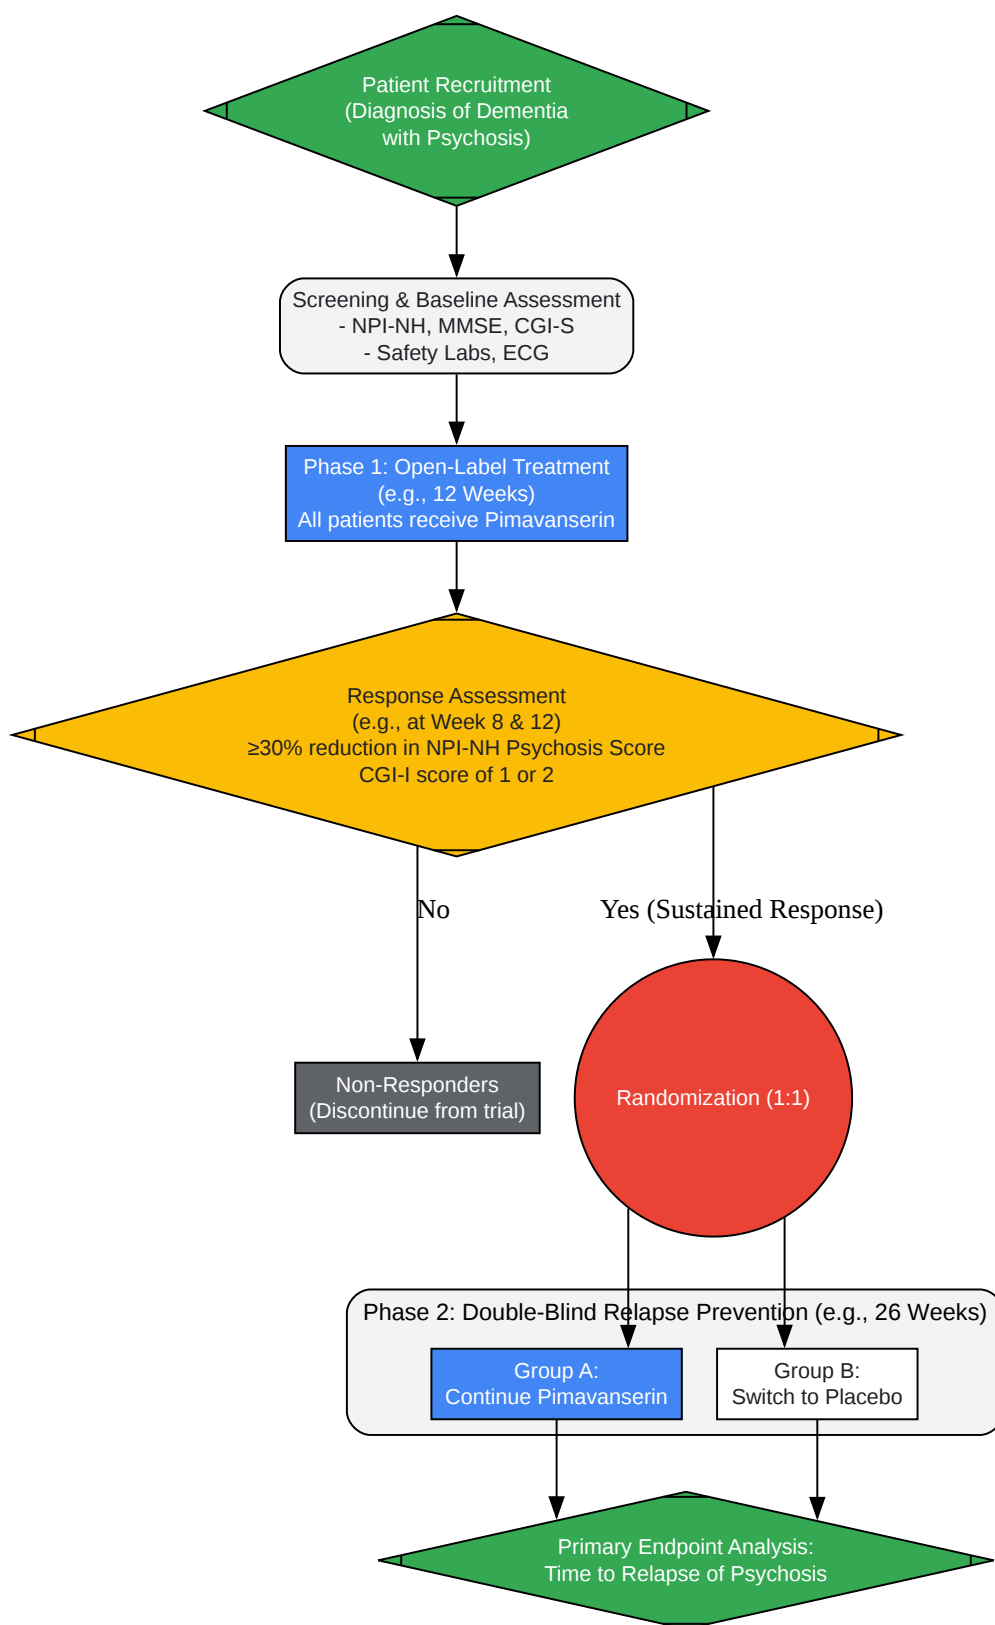 Patient Recruitment
(Diagnosis of Dementia
with Psychosis)
Screening & Baseline Assessment
- NPI-NH, MMSE, CGI-S
- Safety Labs, ECG
Phase 1: Open-Label Treatment
(e.g., 12 Weeks)
All patients receive Pimavanserin
Response Assessment
(e.g., at Week 8 & 12)
≥30% reduction in NPI-NH Psychosis Score
CGI-I score of 1 or 2
No
Yes (Sustained Response)
Non-Responders
(Discontinue from trial)
Randomization (1:1)
Phase 2: Double-Blind Relapse Prevention (e.g., 26 Weeks)
Group A:
Continue Pimavanserin
Group B:
Switch to Placebo
Primary Endpoint Analysis:
Time to Relapse of Psychosis